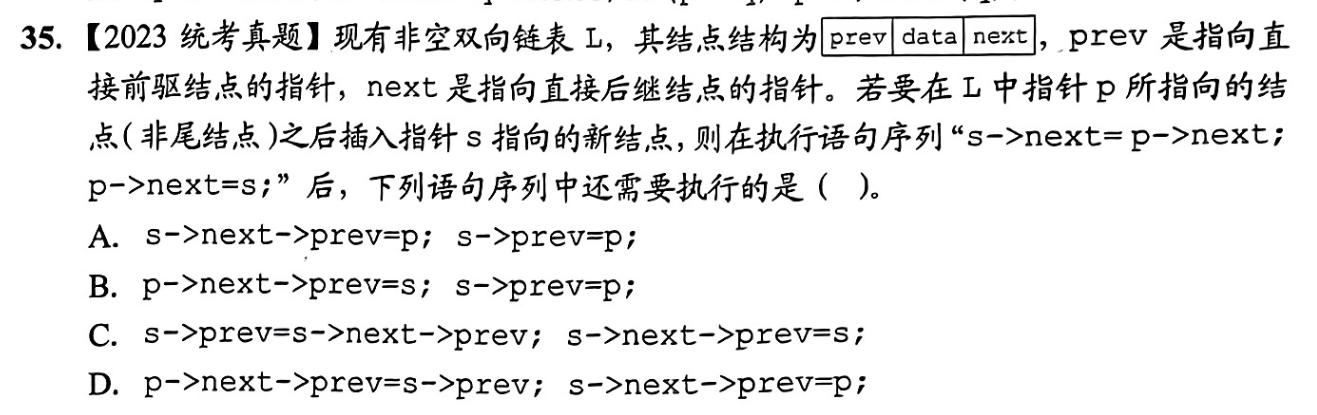 35.【2023 统考真题】现有非空双向链表 L，其结点结构为 prev data next ，prev 是指向直
接前驱结点的指针，next 是指向直接后继结点的指针。若要在 L 中指针 p 所指向的结
点(非尾结点)之后插入指针 s 指向的新结点,则在执行语句序列“s->next= p->next;
p->next=s;”后，下列语句序列中还需要执行的是（ ）。
A. s->next->prev=p; s->prev=p;
B. p->next->prev=s; s->prev=p;
C. s->prev=s->next->prev; s->next->prev=s;
D. p->next->prev=s->prev; s->next->prev=p;